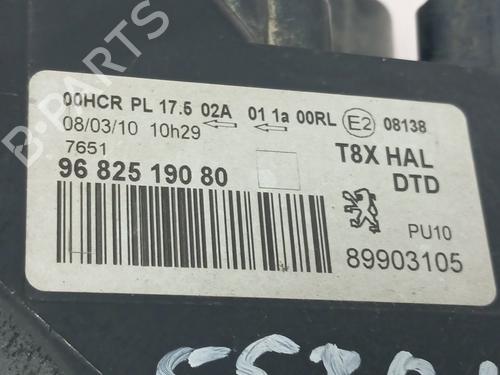 B-PARTS
00HCR PL 17.5 02A 01 1a 00RL E2 08138
08/03/10 10h29
7651
T8X HAL
96 825 190 80
DTD
PU10
89903105